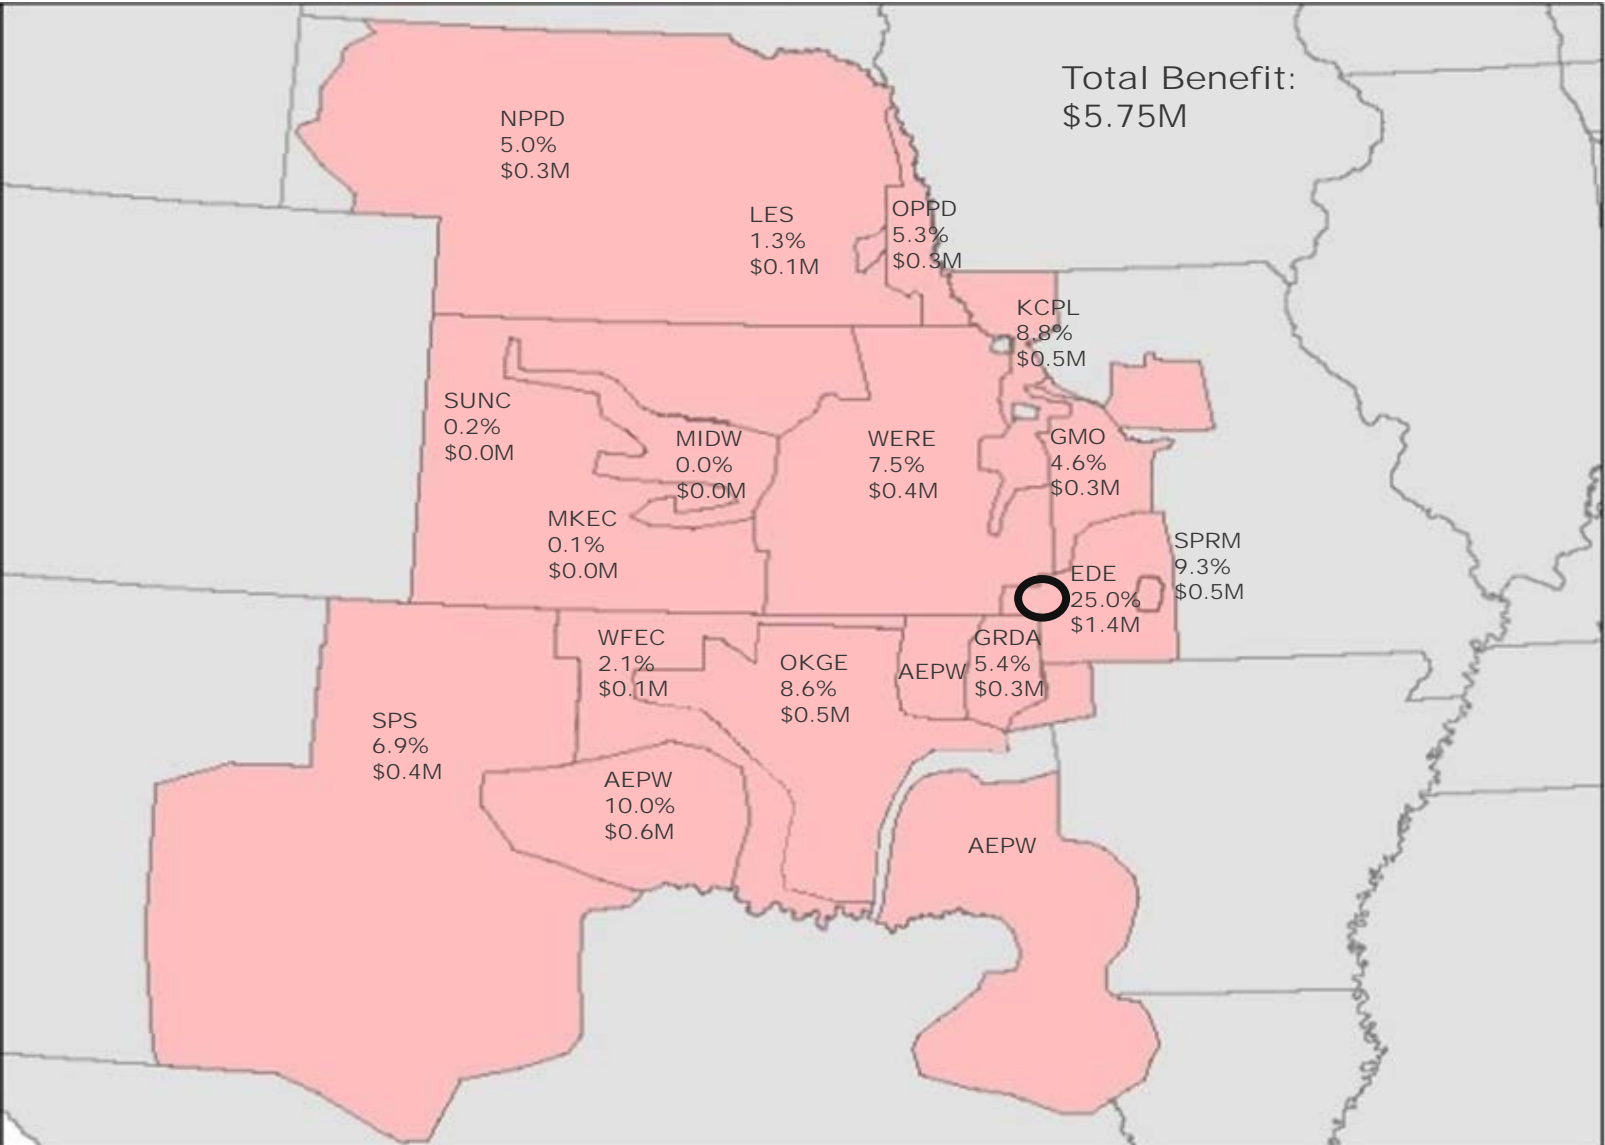 Total Benefit:
$5.75M
NPPD
5.0%
$0.3M
LES
1.3%
$0.1M
OPPD
5.3%
$0.3M
KCPL
8.8%
$0.5M
SUNC
0.2%
$0.0M
MIDW
0.0%
$0.0M
WERE
7.5%
$0.4M
GMO
4.6%
$0.3M
MKEC
0.1%
$0.0M
SPRM
9.3%
$0.5M
EDE
25.0%
$1.4M
WFEC
2.1%
$0.1M
OKGE
8.6%
$0.5M
AEPW
GRDA
5.4%
$0.3M
SPS
6.9%
$0.4M
AEPW
10.0%
$0.6M
AEPW